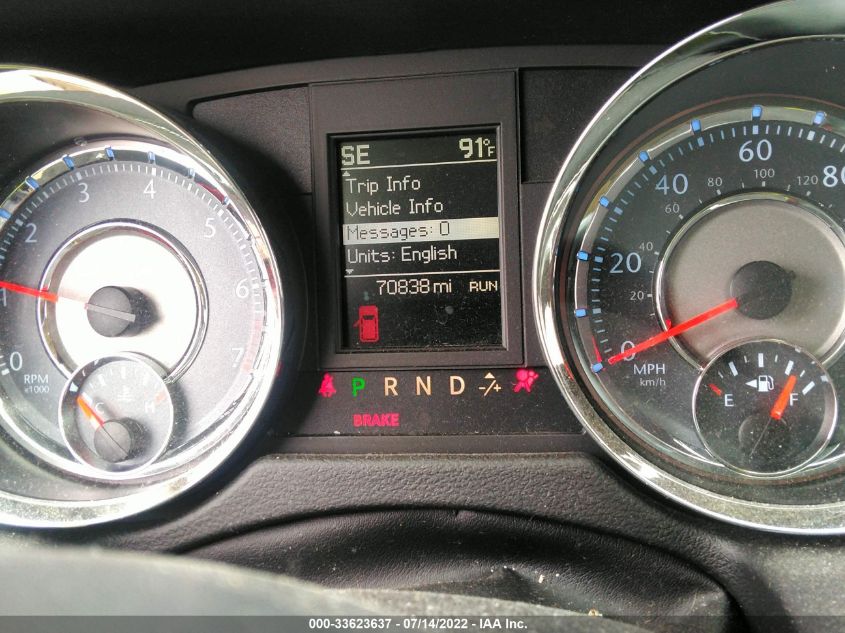 SE 91°F
Trip Info
Vehicle Info
Messages: 0
Units: English
70838 mi RUN
0 1 2 3 4 5 6 7
RPM
x1000
C H
P R N D -/+
BRAKE
0 20 40 60 80
20 40 60 80 100 120
MPH
km/h
E F
000-33623637 - 07/14/2022 - IAA Inc.